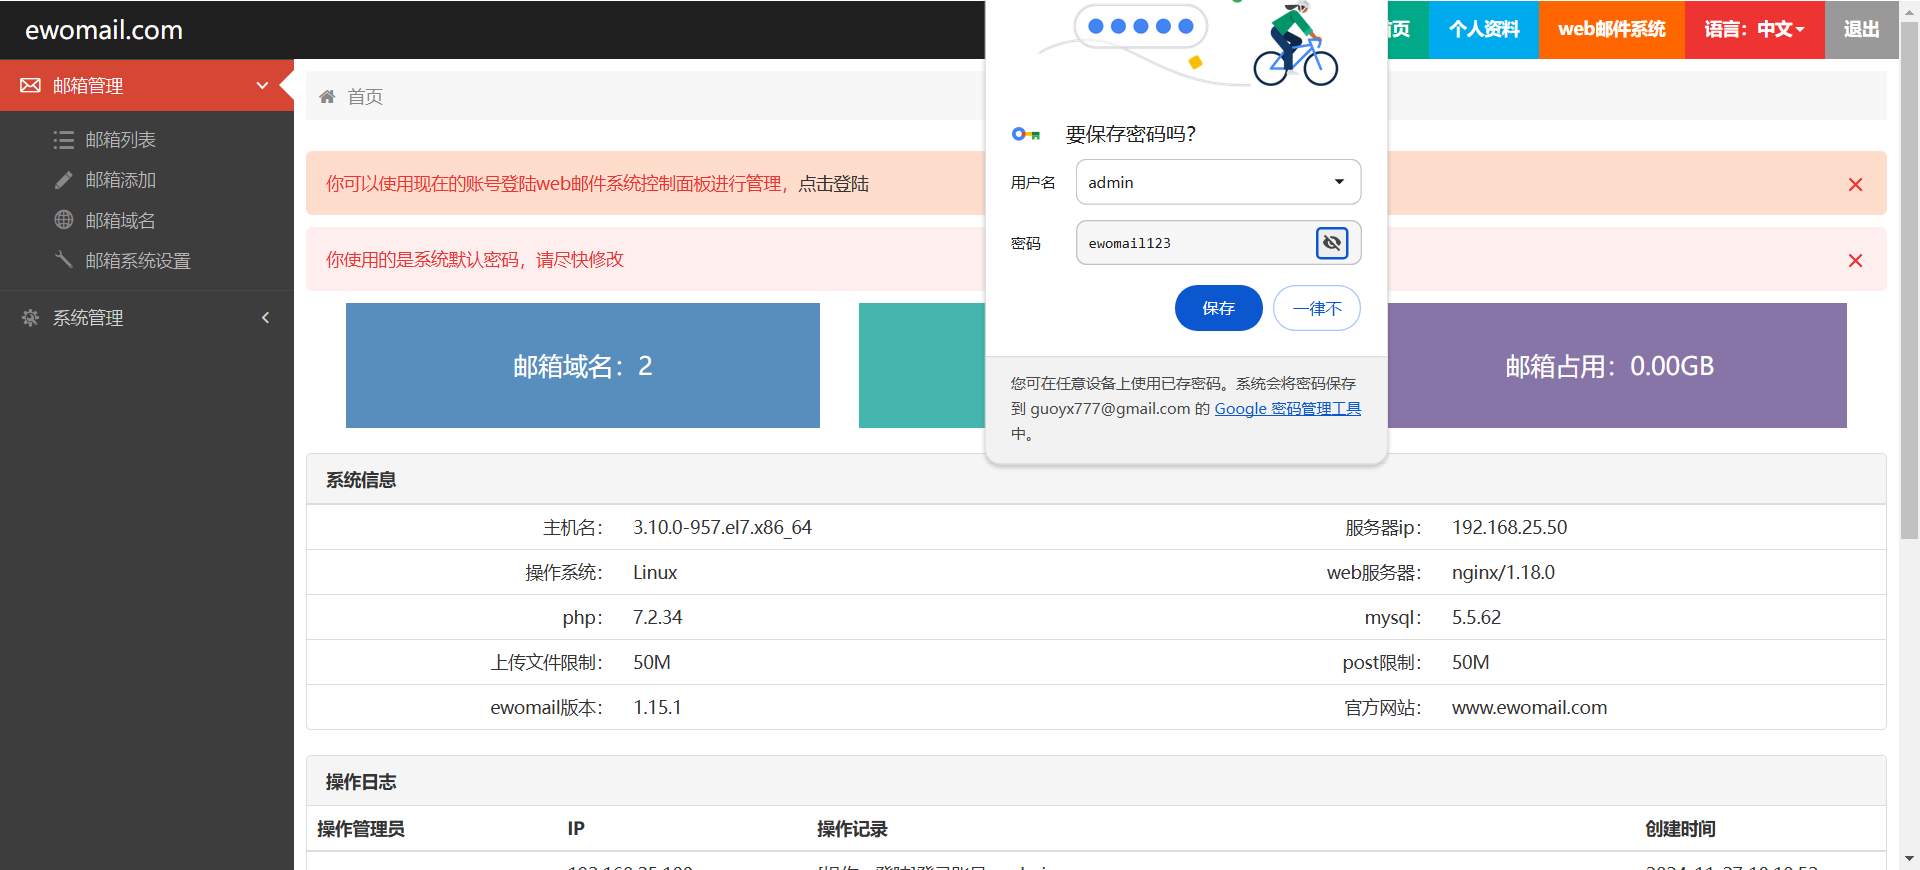 ewomail.com
个人资料
web邮件系统
语言：中文
退出
邮箱管理
邮箱列表
邮箱添加
邮箱域名
邮箱系统设置
系统管理
首页
你可以使用现在的账号登陆web邮件系统控制面板进行管理，点击登陆
你使用的是系统默认密码，请尽快修改
邮箱域名：2
邮箱占用：0.00GB
要保存密码吗？
用户名
admin
密码
ewomail123
保存
一律不
您可在任意设备上使用已存密码。系统会将密码保存
到 guoyx777@gmail.com 的 Google 密码管理工具
中。
系统信息
主机名： 3.10.0-957.el7.x86_64 服务器ip： 192.168.25.50
操作系统： Linux web服务器： nginx/1.18.0
php： 7.2.34 mysql： 5.5.62
上传文件限制： 50M post限制： 50M
ewomail版本： 1.15.1 官方网站： www.ewomail.com
操作日志
操作管理员 IP 操作记录 创建时间